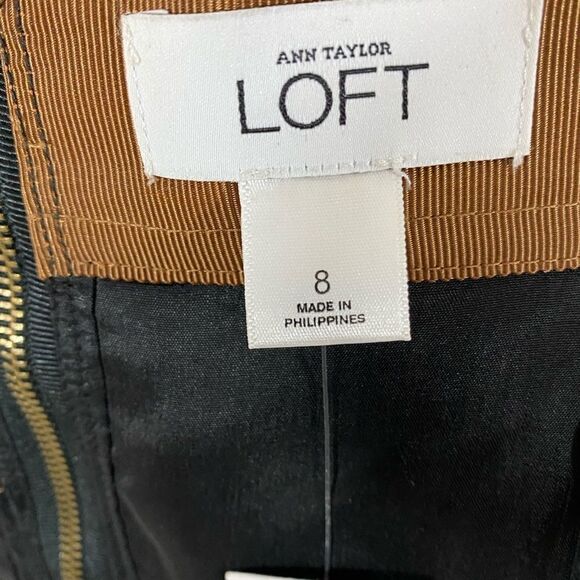 ANN TAYLOR
LOFT
8
MADE IN
PHILIPPINES